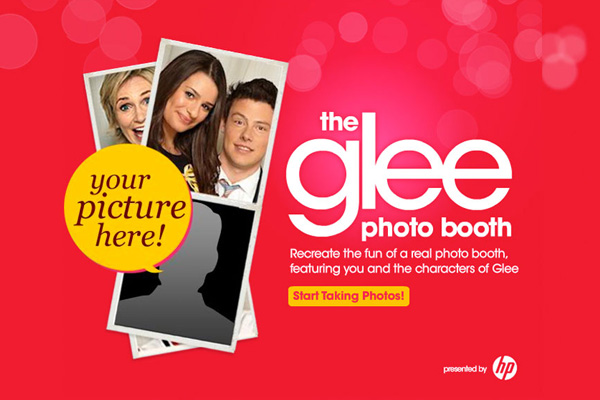 your
picture
here!
the
glee
photo booth
Recreate the fun of a real photo booth,
featuring you and the characters of Glee
Start Taking Photos!
presented by hp